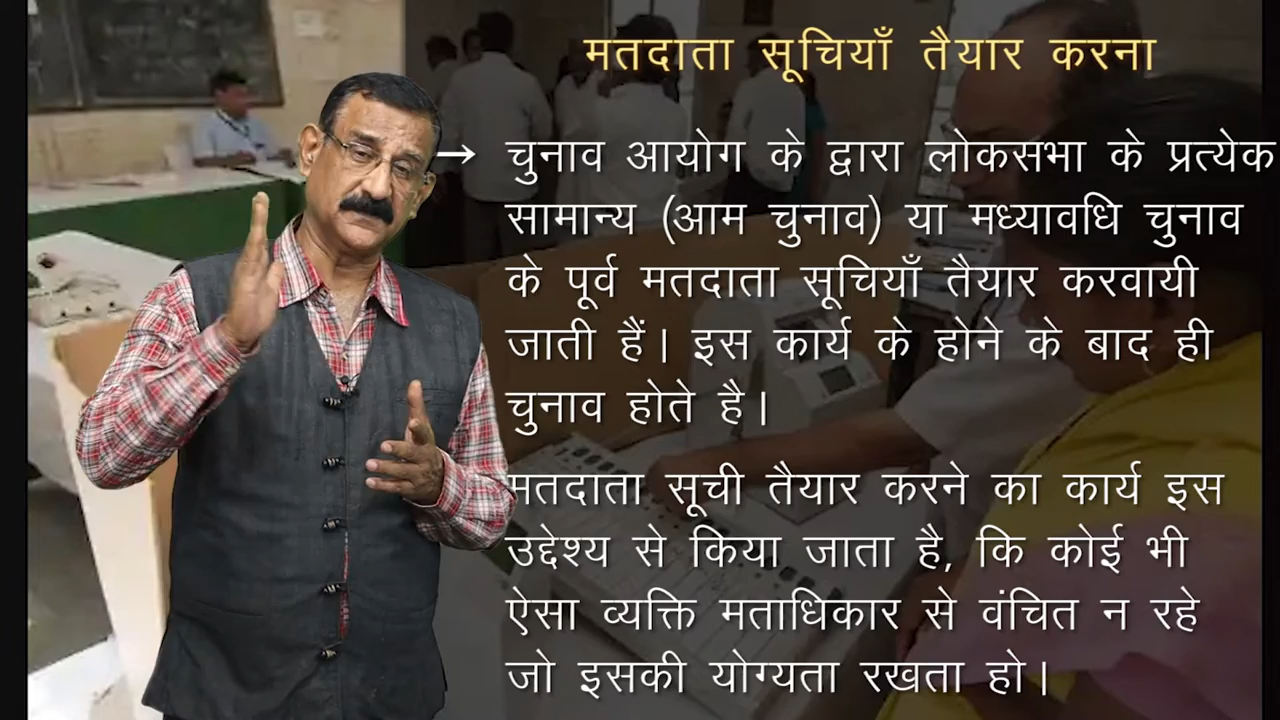 मतदाता सूचियाँ तैयार करना
→ चुनाव आयोग के द्वारा लोकसभा के प्रत्येक
सामान्य (आम चुनाव) या मध्यावधि चुनाव
के पूर्व मतदाता सूचियाँ तैयार करवायी
जाती हैं। इस कार्य के होने के बाद ही
चुनाव होते है।
मतदाता सूची तैयार करने का कार्य इस
उद्देश्य से किया जाता है, कि कोई भी
ऐसा व्यक्ति मताधिकार से वंचित न रहे
जो इसकी योग्यता रखता हो।